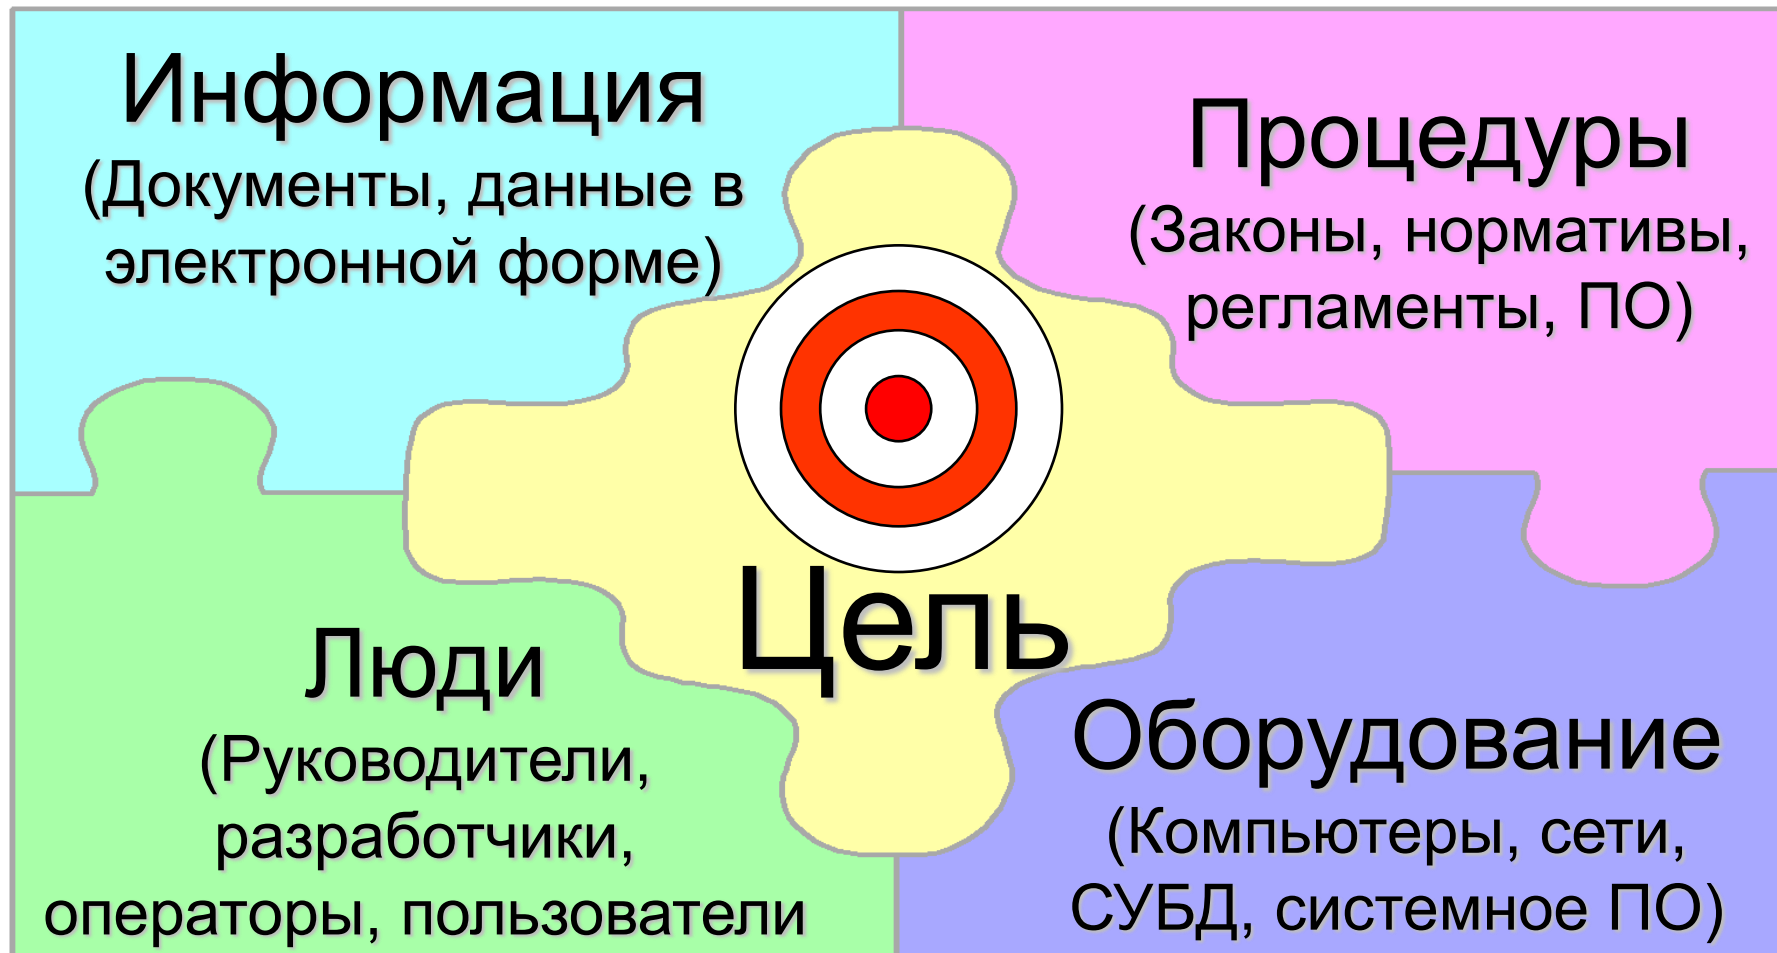 Информация
(Документы, данные в
электронной форме)
Процедуры
(Законы, нормативы,
регламенты, ПО)
Цель
Люди
(Руководители,
разработчики,
операторы, пользователи
Оборудование
(Компьютеры, сети,
СУБД, системное ПО)